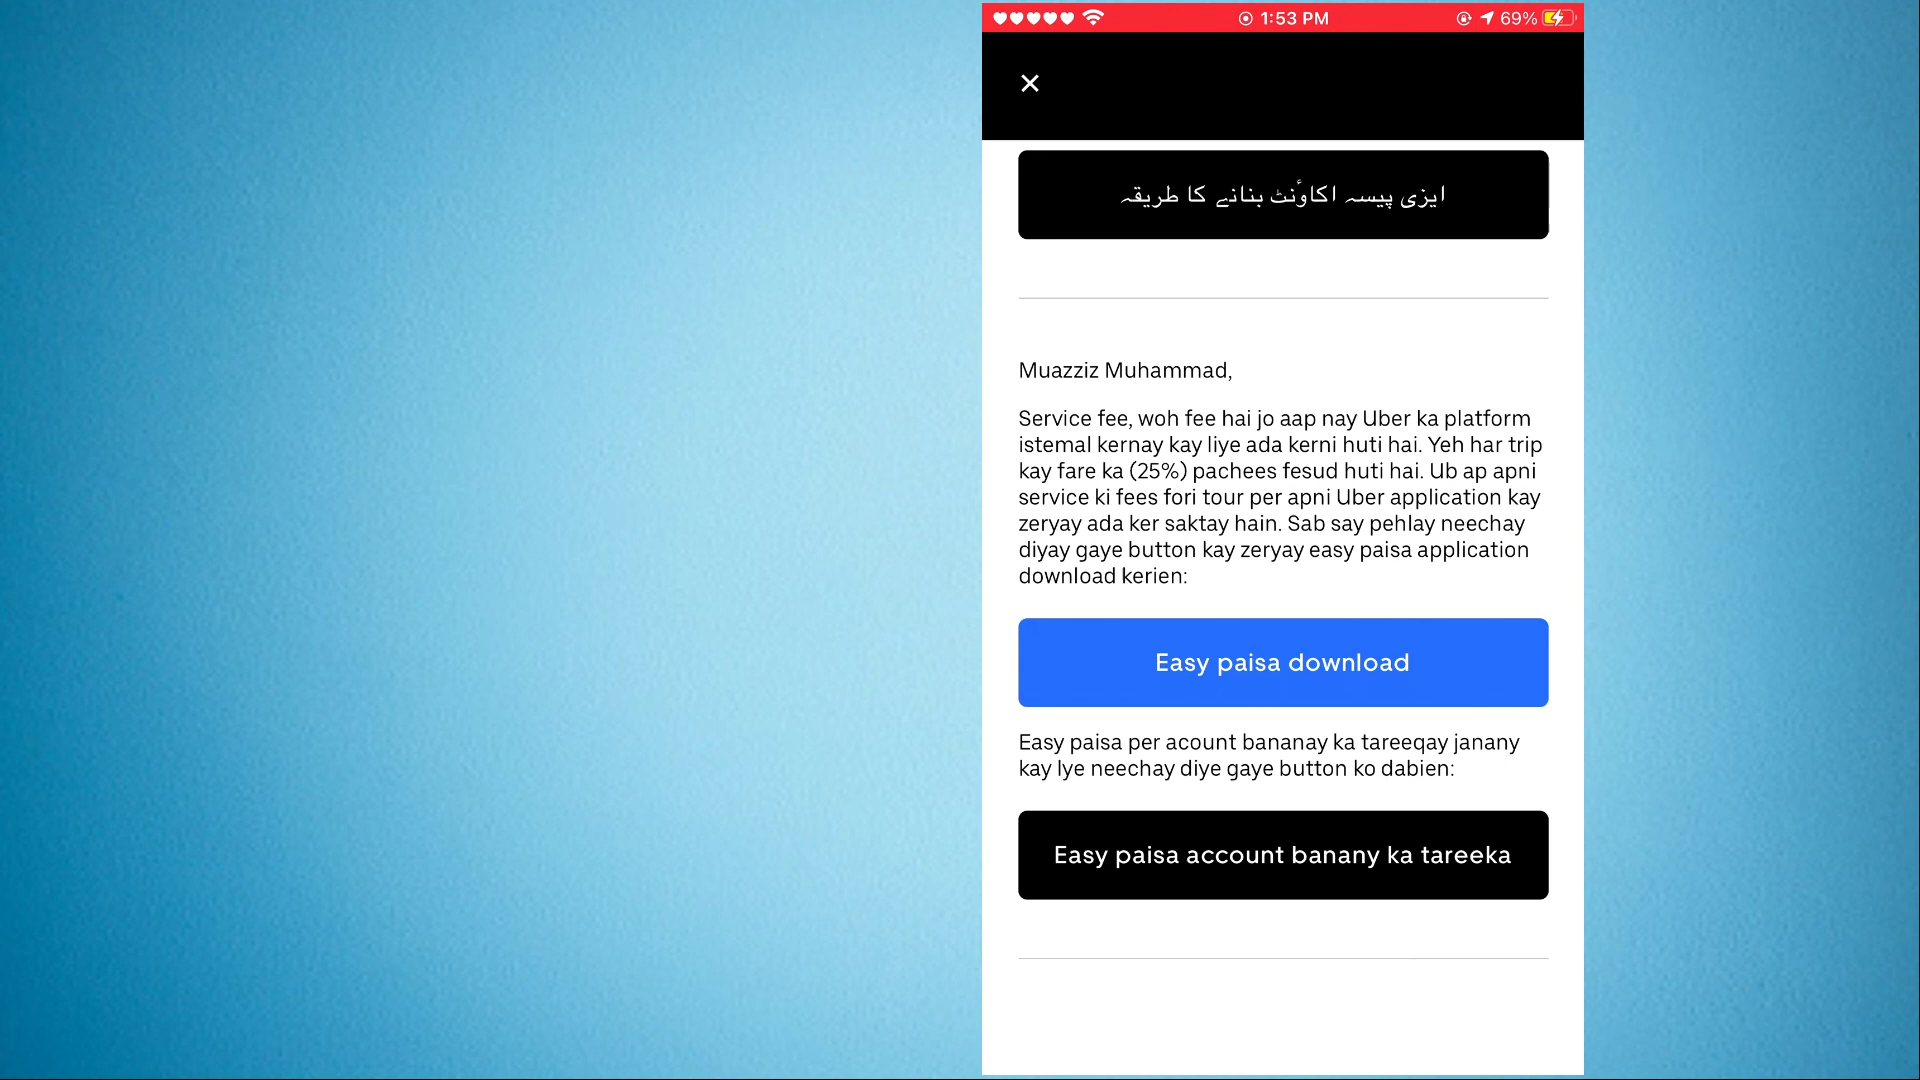 1:53 PM
69%
ایزی پیسہ اکاوٗنٹ بنانے کا طریقہ
Muazziz Muhammad,
Service fee, woh fee hai jo aap nay Uber ka platform
istemal kernay kay liye ada kerni huti hai. Yeh har trip
kay fare ka (25%) pachees fesud huti hai. Ub ap apni
service ki fees fori tour per apni Uber application kay
zeryay ada ker saktay hain. Sab say pehlay neechay
diyay gaye button kay zeryay easy paisa application
download kerien:
Easy paisa download
Easy paisa per acount bananay ka tareeqay janany
kay lye neechay diye gaye button ko dabien:
Easy paisa account banany ka tareeka